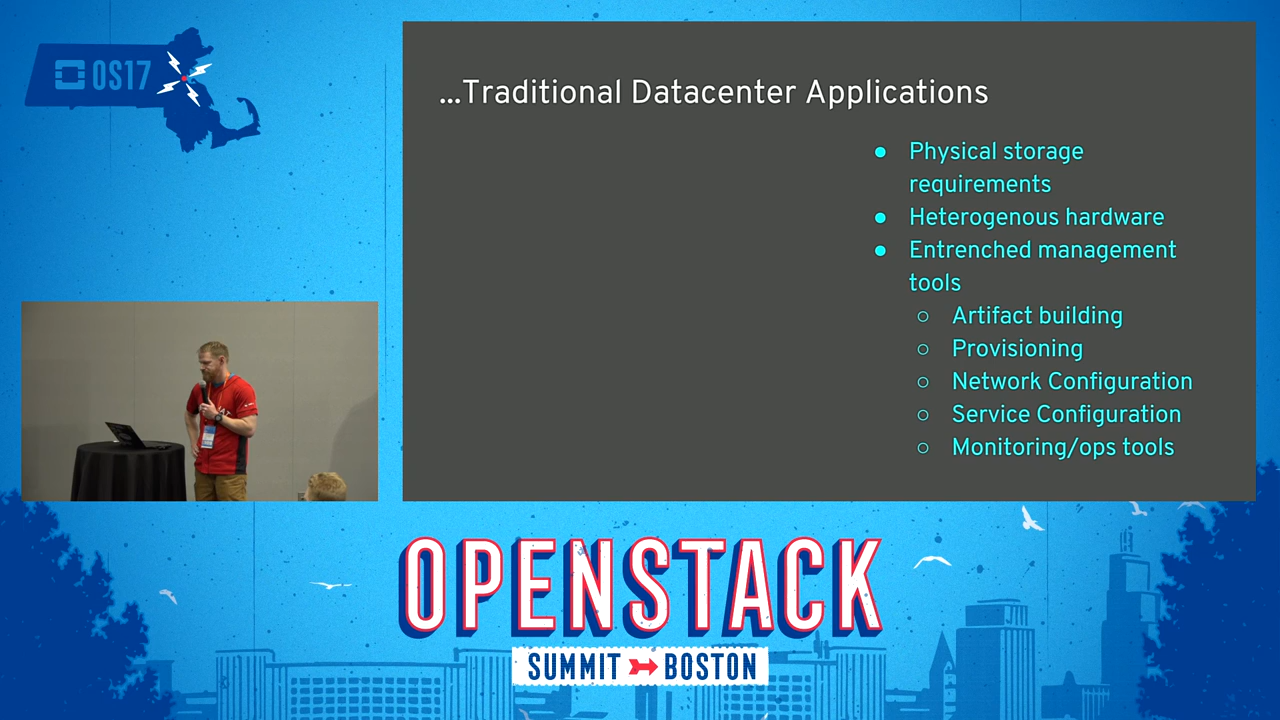 OS17
...Traditional Datacenter Applications
● Physical storage
requirements
● Heterogenous hardware
● Entrenched management
tools
○ Artifact building
○ Provisioning
○ Network Configuration
○ Service Configuration
○ Monitoring/ops tools
OPENSTACK
SUMMIT BOSTON